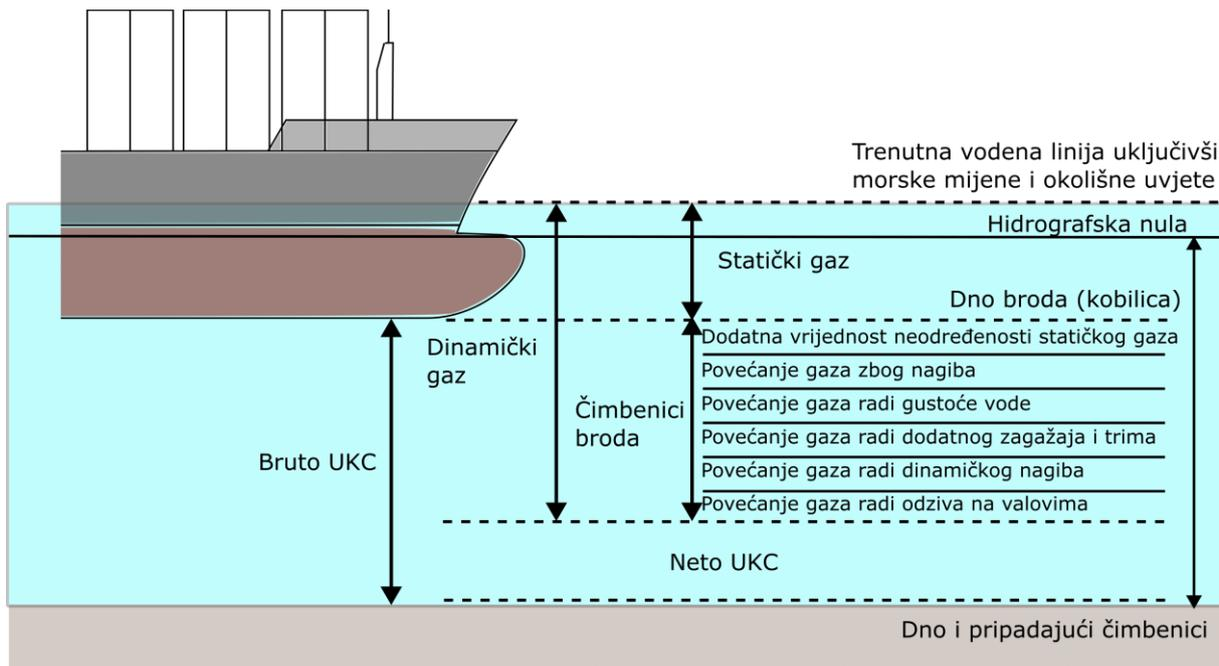 Trenutna vodena linija uključivši
morske mijene i okolišne uvjete
Hidrografska nula
Statički gaz
Dno broda (kobilica)
Dinamički
gaz
Dodatna vrijednost neodređenosti statičkog gaza
Povećanje gaza zbog nagiba
Čimbenici
broda
Povećanje gaza radi gustoće vode
Povećanje gaza radi dodatnog zagažaja i trima
Bruto UKC
Povećanje gaza radi dinamičkog nagiba
Povećanje gaza radi odziva na valovima
Neto UKC
Dno i pripadajući čimbenici